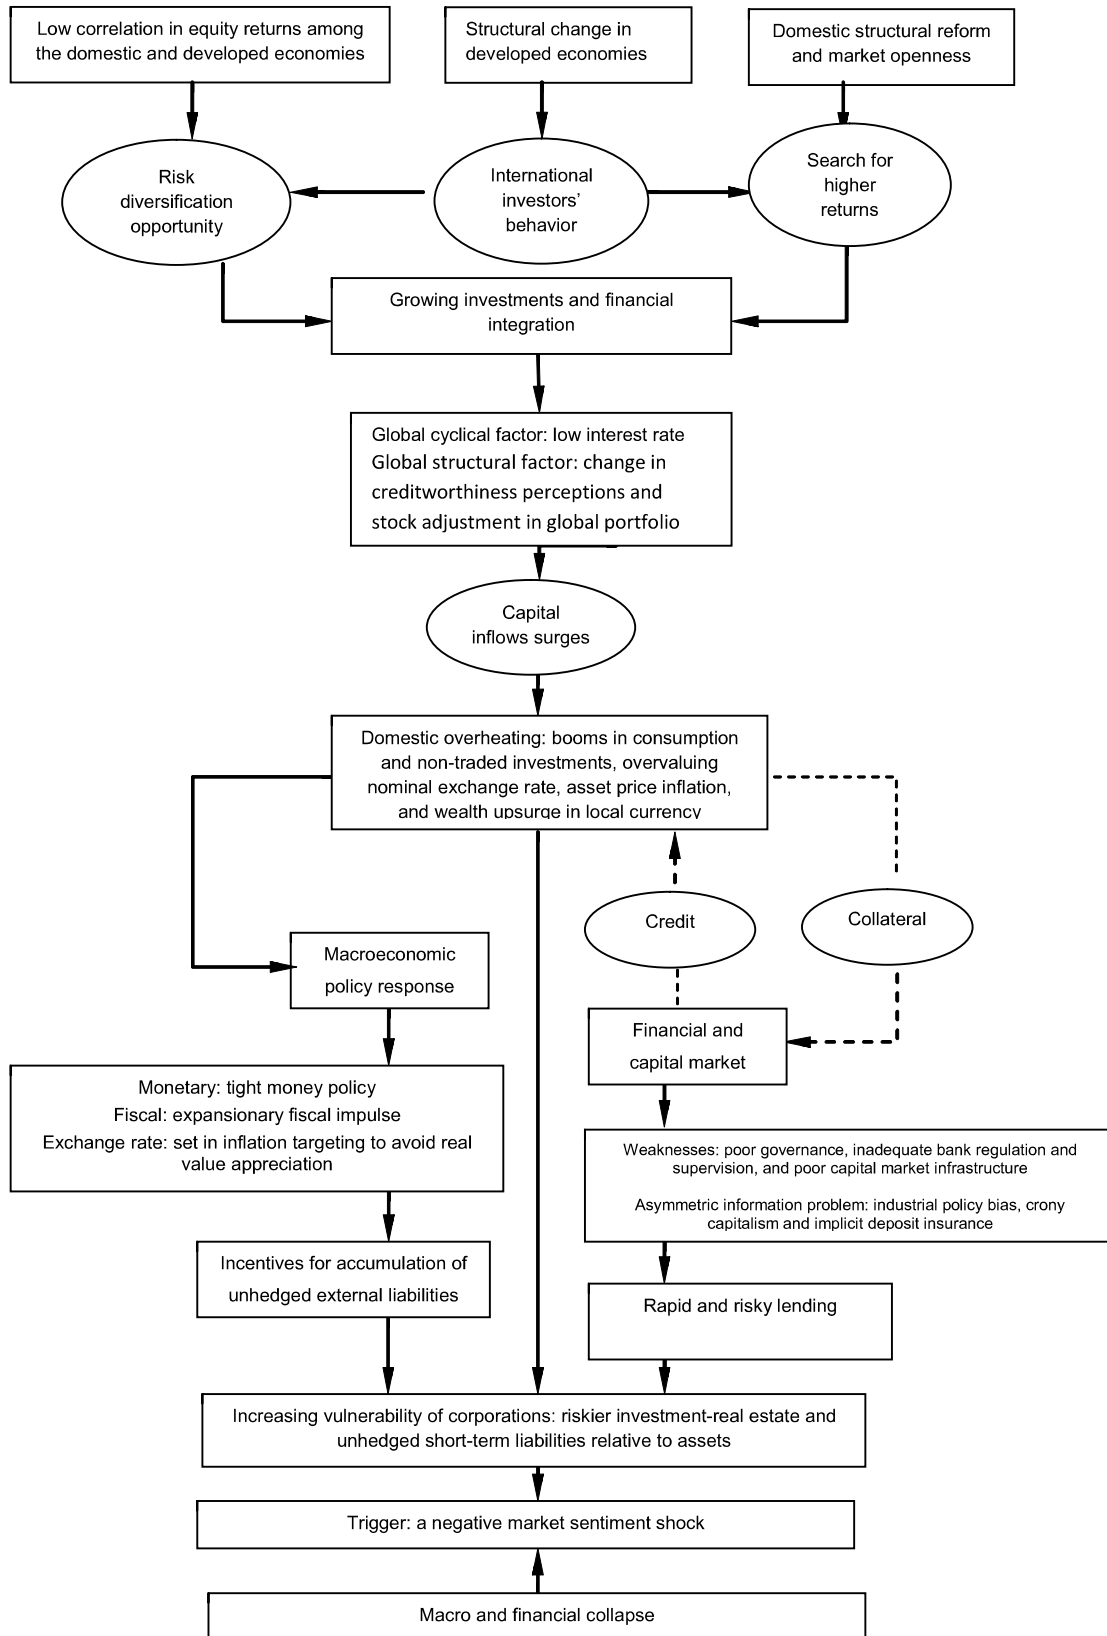 Low correlation in equity returns among
the domestic and developed economies
Structural change in
developed economies
Domestic structural reform
and market openness
Risk
diversification
opportunity
International
investors'
behavior
Search for
higher
returns
Growing investments and financial
integration
Global cyclical factor: low interest rate
Global structural factor: change in
creditworthiness perceptions and
stock adjustment in global portfolio
Capital
inflows surges
Domestic overheating: booms in consumption
and non-traded investments, overvaluing
nominal exchange rate, asset price inflation,
and wealth upsurge in local currency
Credit
Collateral
Macroeconomic
policy response
Financial and
capital market
Monetary: tight money policy
Fiscal: expansionary fiscal impulse
Exchange rate: set in inflation targeting to avoid real
value appreciation
Weaknesses: poor governance, inadequate bank regulation and
supervision, and poor capital market infrastructure
Asymmetric information problem: industrial policy bias, crony
capitalism and implicit deposit insurance
Incentives for accumulation of
unhedged external liabilities
Rapid and risky lending
Increasing vulnerability of corporations: riskier investment-real estate and
unhedged short-term liabilities relative to assets
Trigger: a negative market sentiment shock
Macro and financial collapse